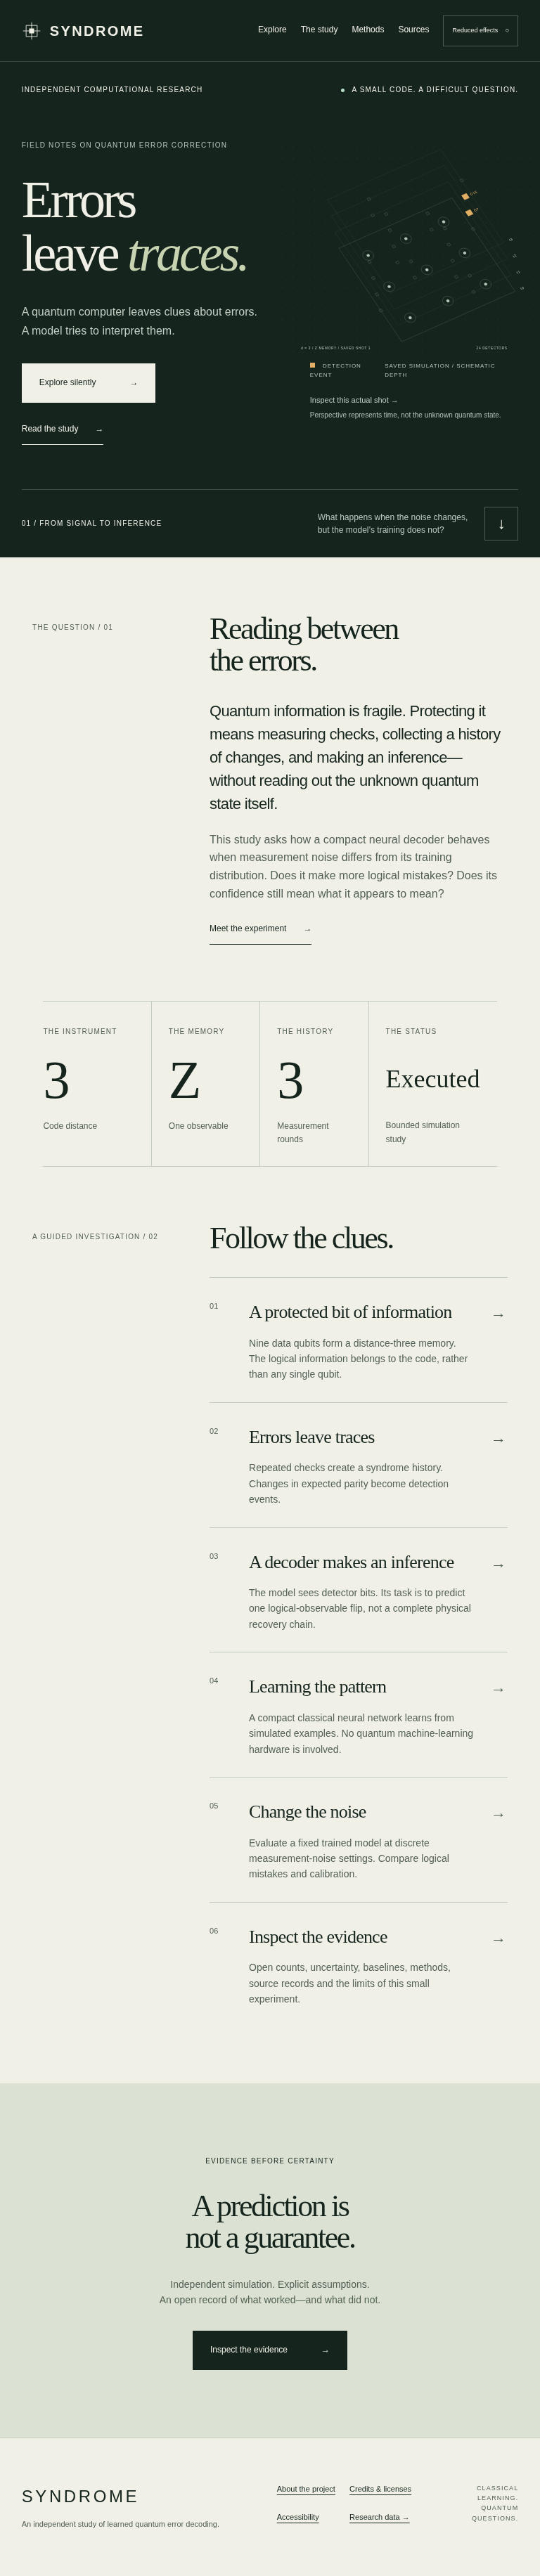 SYNDROME
Explore The study Methods Sources Reduced effects
INDEPENDENT COMPUTATIONAL RESEARCH
A SMALL CODE. A DIFFICULT QUESTION.
FIELD NOTES ON QUANTUM ERROR CORRECTION
Errors
leave traces.
A quantum computer leaves clues about errors.
A model tries to interpret them.
Explore silently →
Read the study →
24 DETECTORS
DETECTION EVENT
SAVED SIMULATION / SCHEMATIC DEPTH
Inspect this actual shot →
Perspective represents time, not the unknown quantum state.
01 / FROM SIGNAL TO INFERENCE
What happens when the noise changes,
but the model's training does not?
↓
THE QUESTION / 01
Reading between
the errors.
Quantum information is fragile. Protecting it
means measuring checks, collecting a history
of changes, and making an inference—
without reading out the unknown quantum
state itself.
This study asks how a compact neural decoder behaves
when measurement noise differs from its training
distribution. Does it make more logical mistakes? Does its
confidence still mean what it appears to mean?
Meet the experiment →
THE INSTRUMENT
3
Code distance
THE MEMORY
Z
One observable
THE HISTORY
3
Measurement
rounds
THE STATUS
Executed
Bounded simulation
study
A GUIDED INVESTIGATION / 02
Follow the clues.
01
A protected bit of information →
Nine data qubits form a distance-three memory.
The logical information belongs to the code, rather
than any single qubit.
02
Errors leave traces →
Repeated checks create a syndrome history.
Changes in expected parity become detection
events.
03
A decoder makes an inference →
The model sees detector bits. Its task is to predict
one logical-observable flip, not a complete physical
recovery chain.
04
Learning the pattern →
A compact classical neural network learns from
simulated examples. No quantum machine-learning
hardware is involved.
05
Change the noise →
Evaluate a fixed trained model at discrete
measurement-noise settings. Compare logical
mistakes and calibration.
06
Inspect the evidence →
Open counts, uncertainty, baselines, methods,
source records and the limits of this small
experiment.
EVIDENCE BEFORE CERTAINTY
A prediction is
not a guarantee.
Independent simulation. Explicit assumptions.
An open record of what worked—and what did not.
Inspect the evidence →
SYNDROME
An independent study of learned quantum error decoding.
About the project Credits & licenses
Accessibility Research data →
CLASSICAL
LEARNING.
QUANTUM
QUESTIONS.